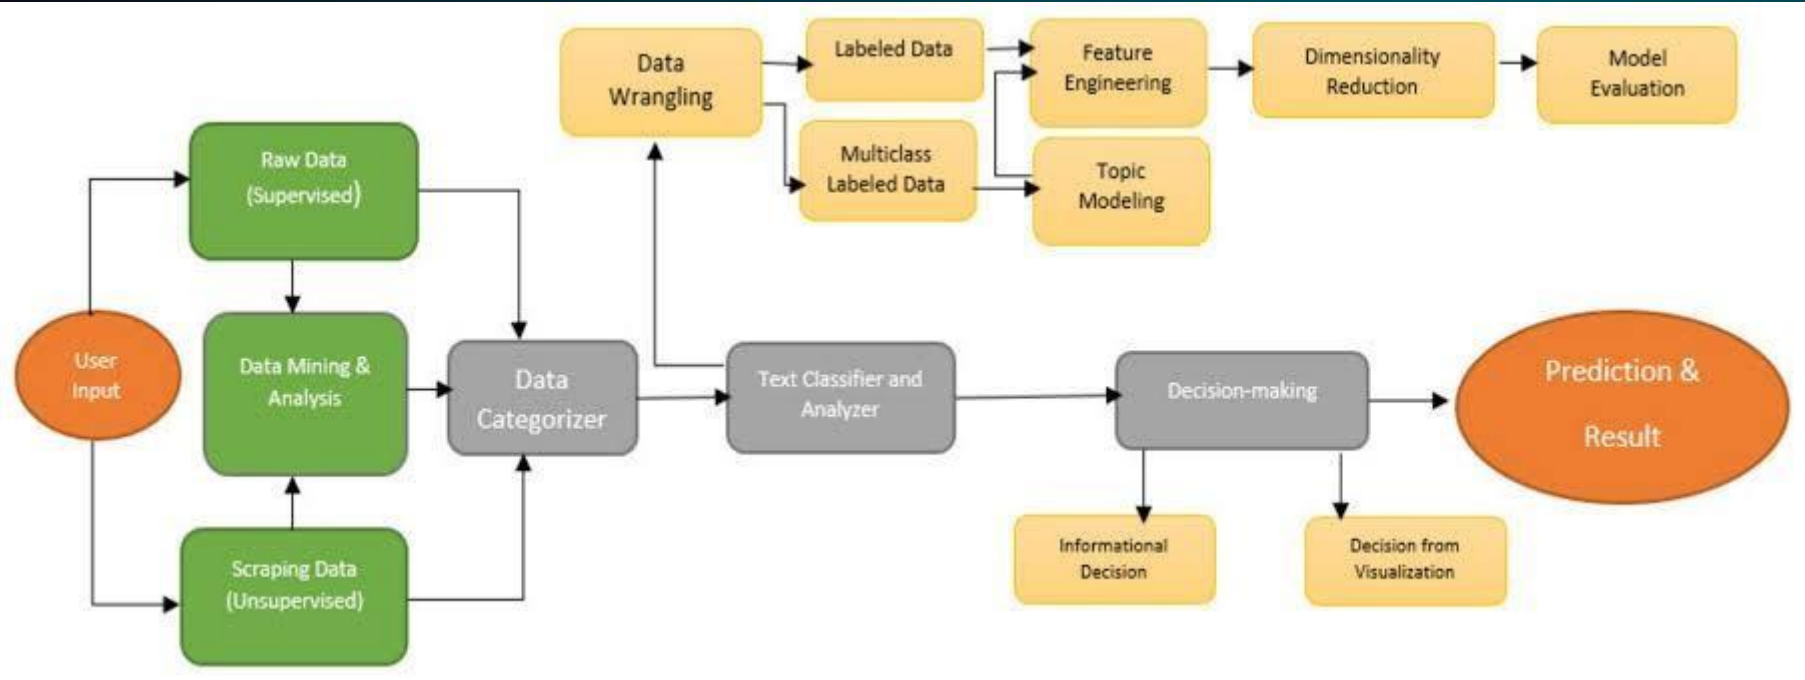 Data
Wrangling
Labeled Data
Feature
Engineering
Dimensionality
Reduction
Model
Evaluation
Multiclass
Labeled Data
Topic
Modeling
Raw Data
(Supervised)
User
Input
Data Mining &
Analysis
Data
Categorizer
Text Classifier and
Analyzer
Decision-making
Prediction &
Result
Scraping Data
(Unsupervised)
Informational
Decision
Decision from
Visualization